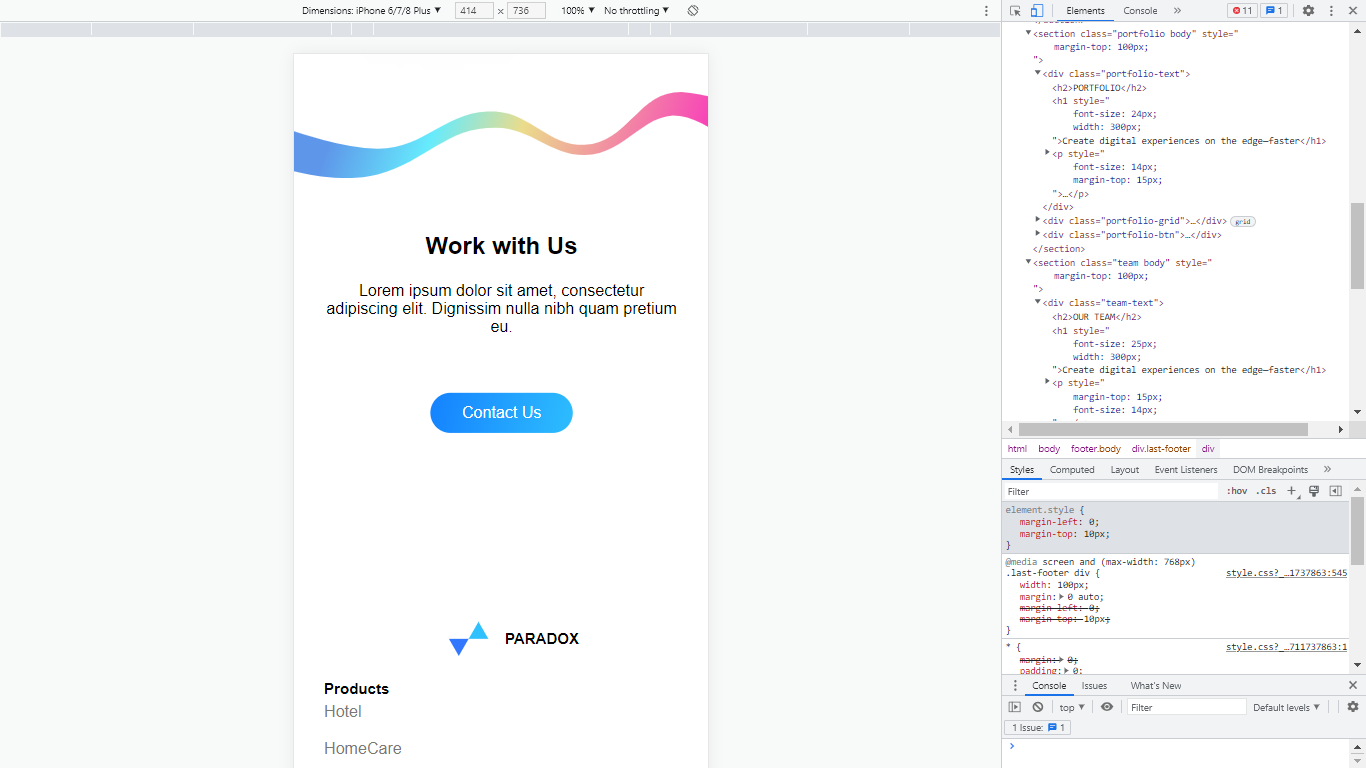 Dimensions: iPhone 6/7/8 Plus ▼ 414 × 736 100% ▼ No throttling ▼
Work with Us
Lorem ipsum dolor sit amet, consectetur
adipiscing elit. Dignissim nulla nibh quam pretium
eu.
Contact Us
PARADOX
Products
Hotel
HomeCare
Elements Console » 11 1
<section class="portfolio body" style="
margin-top: 100px;
">
<div class="portfolio-text">
<h2>PORTFOLIO</h2>
<h1 style="
font-size: 24px;
width: 300px;
">Create digital experiences on the edge—faster</h1>
<p style="
font-size: 14px;
margin-top: 15px;
">…</p>
</div>
<div class="portfolio-grid">…</div> grid
<div class="portfolio-btn">…</div>
</section>
<section class="team body" style="
margin-top: 100px;
">
<div class="team-text">
<h2>OUR TEAM</h2>
<h1 style="
font-size: 25px;
width: 300px;
">Create digital experiences on the edge—faster</h1>
<p style="
margin-top: 15px;
font-size: 14px;
html body footer.body div.last-footer div
Styles Computed Layout Event Listeners DOM Breakpoints »
Filter :hov .cls +
element.style {
margin-left: 0;
margin-top: 10px;
}
@media screen and (max-width: 768px)
.last-footer div { style.css?_…1737863:545
width: 100px;
margin: 0 auto;
margin-left: 0;
margin-top: 10px;
}
* { style.css?_…711737863:1
margin: 0;
padding: 0;
Console Issues What's New
top ▼ Filter Default levels ▼
1 Issue: 1